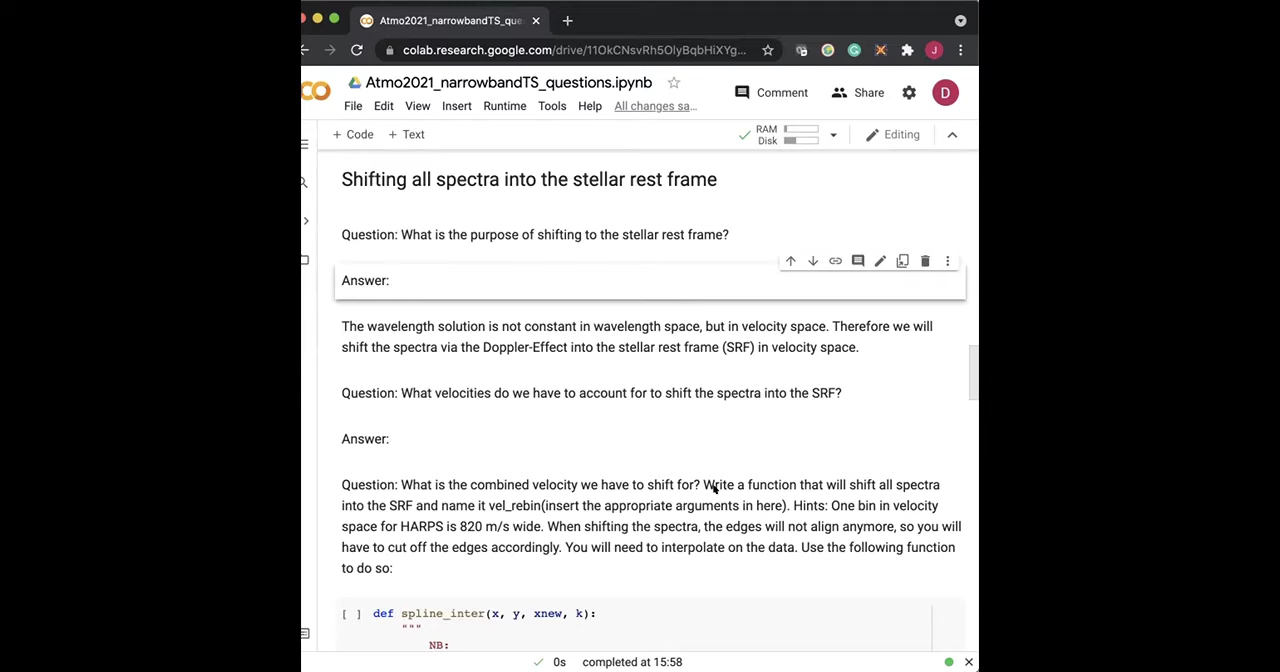 Atmo2021_narrowbandTS_que
colab.research.google.com/drive/11OkCNsvRh5OlyBqbHiXYg...
J
Atmo2021_narrowbandTS_questions.ipynb
Comment
Share
D
File Edit View Insert Runtime Tools Help All changes sa...
+ Code + Text
RAM
Disk
Editing
Shifting all spectra into the stellar rest frame
Question: What is the purpose of shifting to the stellar rest frame?
Answer:
The wavelength solution is not constant in wavelength space, but in velocity space. Therefore we will
shift the spectra via the Doppler-Effect into the stellar rest frame (SRF) in velocity space.
Question: What velocities do we have to account for to shift the spectra into the SRF?
Answer:
Question: What is the combined velocity we have to shift for? Write a function that will shift all spectra
into the SRF and name it vel_rebin(insert the appropriate arguments in here). Hints: One bin in velocity
space for HARPS is 820 m/s wide. When shifting the spectra, the edges will not align anymore, so you will
have to cut off the edges accordingly. You will need to interpolate on the data. Use the following function
to do so:
[ ] def spline_inter(x, y, xnew, k):
"""
NB:
0s completed at 15:58